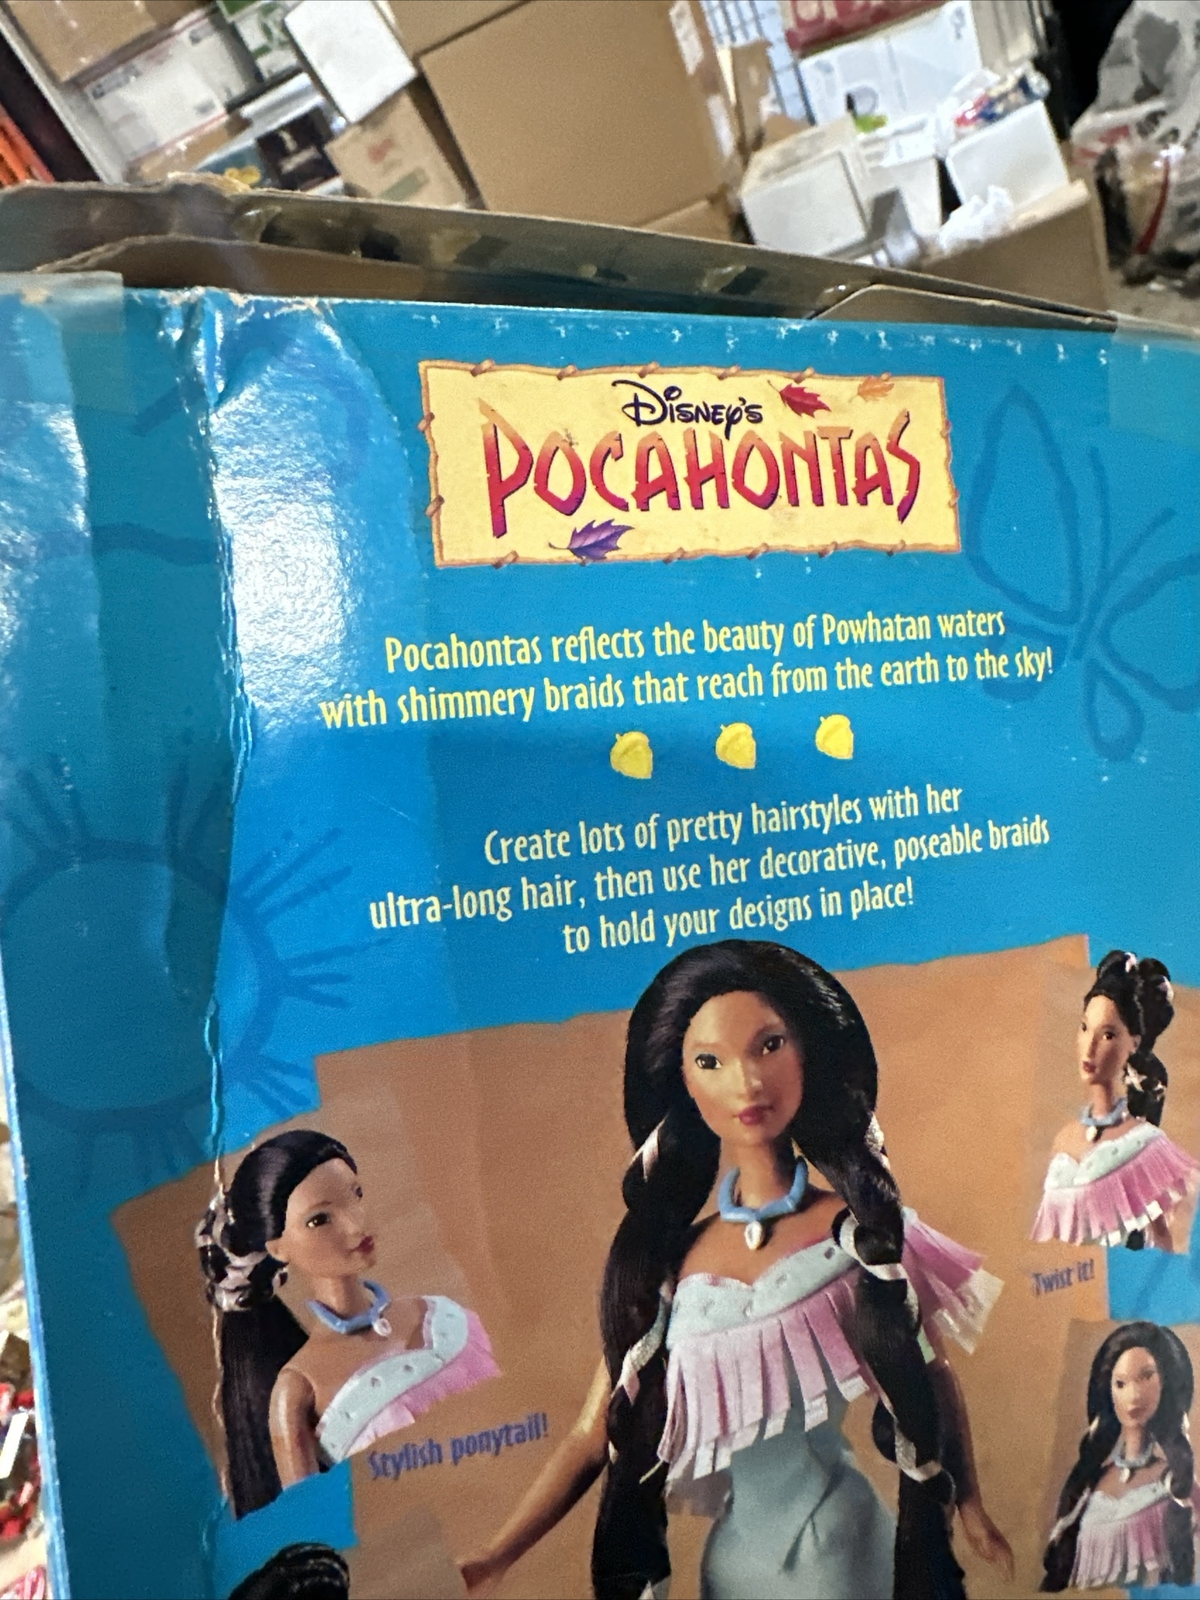 Disney's
POCAHONTAS
Pocahontas reflects the beauty of Powhatan waters
with shimmery braids that reach from the earth to the sky!
Create lots of pretty hairstyles with her
ultra-long hair, then use her decorative, poseable braids
to hold your designs in place!
Twist it!
Stylish ponytail!